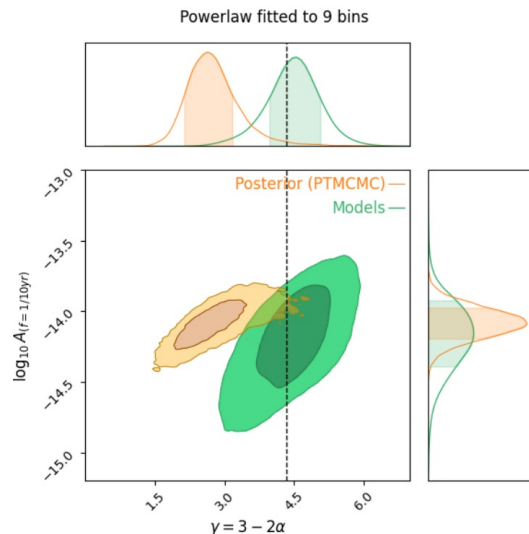 Powerlaw fitted to 9 bins
Posterior (PTMCMC)
Models
−13.0
−13.5
−14.0
−14.5
−15.0
log₁₀ A₍f=1/10yr₎
1.5 3.0 4.5 6.0
γ = 3 − 2α